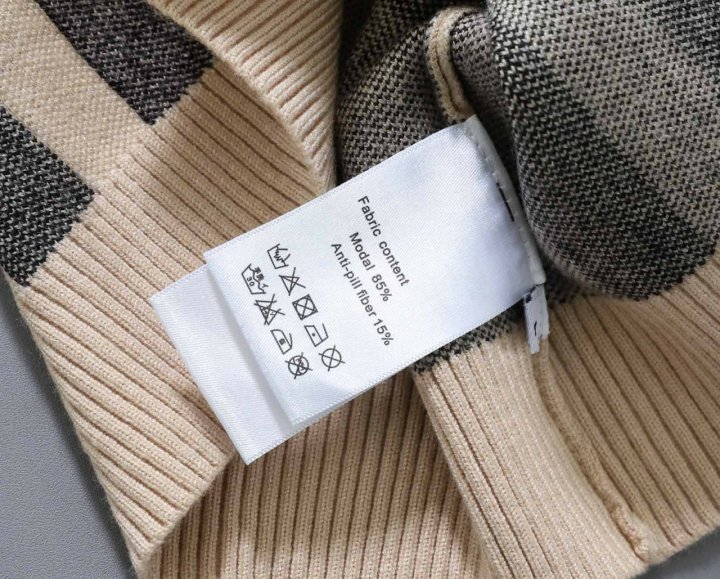 Fabric content
Modal 85%
Anti-pill fiber 15%